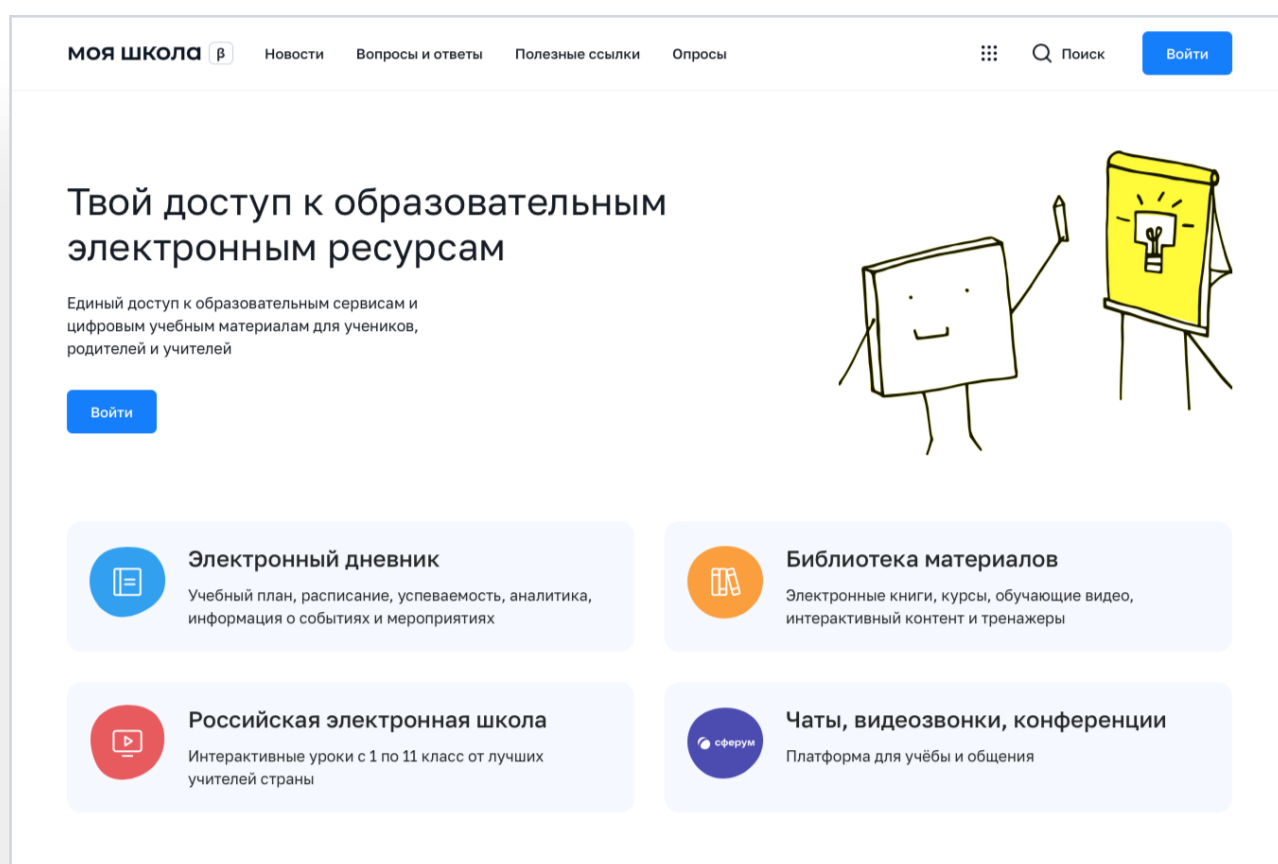 моя школа β Новости Вопросы и ответы Полезные ссылки Опросы Поиск Войти
Твой доступ к образовательным
электронным ресурсам
Единый доступ к образовательным сервисам и
цифровым учебным материалам для учеников,
родителей и учителей
Войти
Электронный дневник
Учебный план, расписание, успеваемость, аналитика,
информация о событиях и мероприятиях
Библиотека материалов
Электронные книги, курсы, обучающие видео,
интерактивный контент и тренажеры
Российская электронная школа
Интерактивные уроки с 1 по 11 класс от лучших
учителей страны
сферум
Чаты, видеозвонки, конференции
Платформа для учёбы и общения